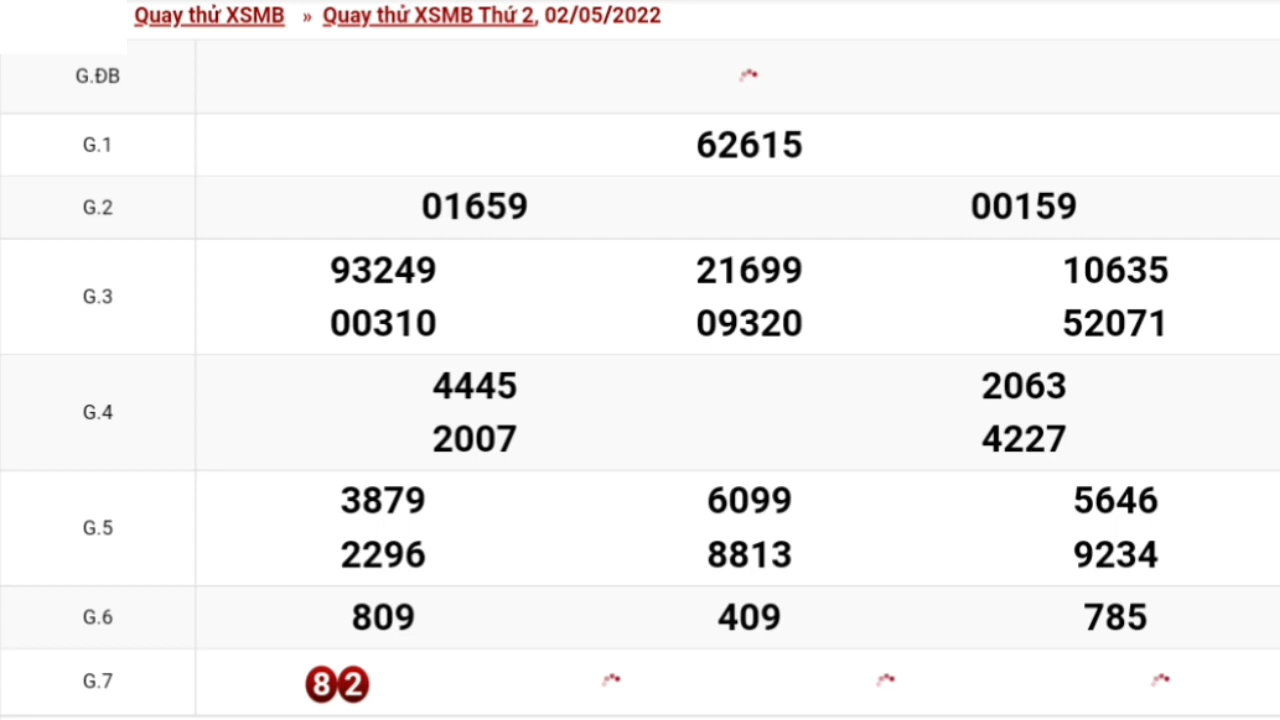 Quay thử XSMB » Quay thử XSMB Thứ 2, 02/05/2022
G.ĐB
G.1 62615
G.2 01659 00159
G.3 93249 21699 10635
00310 09320 52071
G.4 4445 2063
2007 4227
G.5 3879 6099 5646
2296 8813 9234
G.6 809 409 785
G.7 82